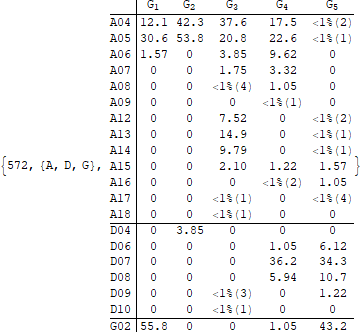 G1 G2 G3 G4 G5
A04 12.1 42.3 37.6 17.5 <1%(2)
A05 30.6 53.8 20.8 22.6 <1%(1)
A06 1.57 0 3.85 9.62 0
A07 0 0 1.75 3.32 0
A08 0 0 <1%(4) 1.05 0
A09 0 0 0 <1%(1) 0
A12 0 0 7.52 0 <1%(2)
A13 0 0 14.9 0 <1%(1)
A14 0 0 9.79 0 <1%(1)
{572, {A, D, G}, A15 0 0 2.10 1.22 1.57 }
A16 0 0 0 <1%(2) 1.05
A17 0 0 <1%(1) 0 <1%(4)
A18 0 0 <1%(1) 0 0
D04 0 3.85 0 0 0
D06 0 0 0 1.05 6.12
D07 0 0 0 36.2 34.3
D08 0 0 0 5.94 10.7
D09 0 0 <1%(3) 0 1.22
D10 0 0 <1%(1) 0 0
G02 55.8 0 0 1.05 43.2